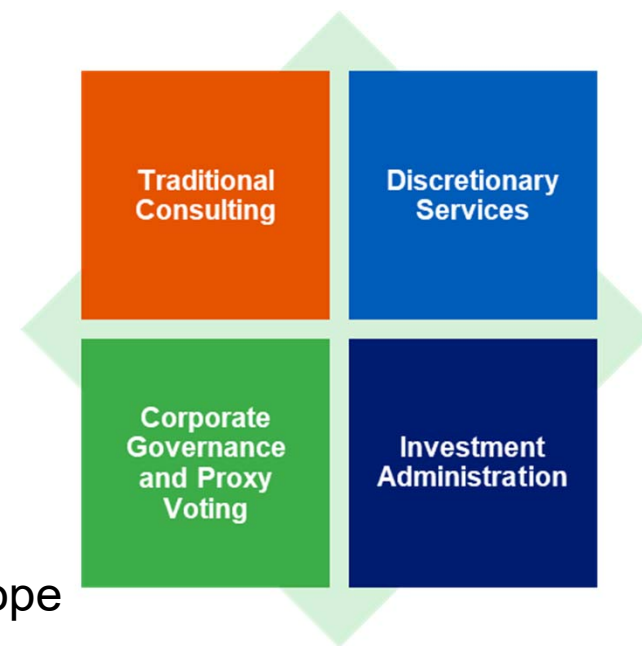 Traditional
Consulting
Discretionary
Services
Corporate
Governance
and Proxy
Voting
Investment
Administration
ope